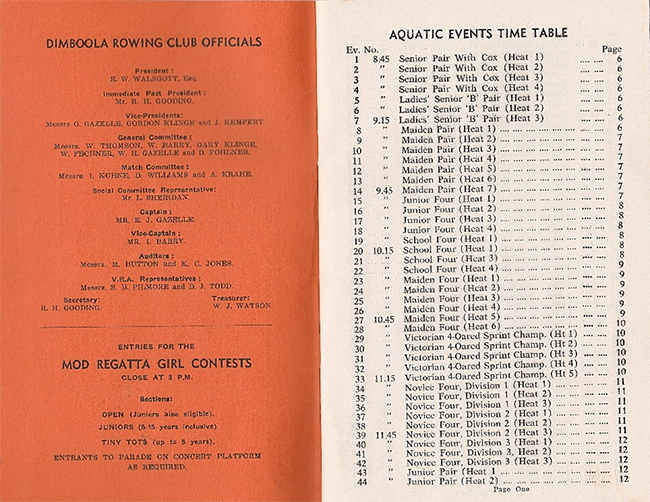 DIMBOOLA ROWING CLUB OFFICIALS
President :
E. W. WALSGOTT, Esq.
Immediate Past President :
Mr. R. H. GOODING.
Vice-Presidents:
Messrs G. GAZELLE, GORDON KLINGE and J. KEMFERT
General Committee :
Messrs. W. THOMSON, W. BARRY, GARY KLINGE,
W. FECHNER, W. H. GAZELLE and D. POHLNER.
Match Committee :
Messrs. I. KUHNE, D. WILLIAMS and A. KRAHE.
Social Committee Representative:
Mr. L. SHERIDAN.
Captain :
MR. E. J. GAZELLE.
Vice-Captain :
MR. I. BARRY.
Auditors :
Messrs. M. BUTTON and K. C. JONES.
V.R.A. Representatives :
Messrs. R. B. PILMORE and D. J. TODD.
Secretary: Treasurer:
R. H. GOODING. W. J. WATSON.
ENTRIES FOR THE
MOD REGATTA GIRL CONTESTS
CLOSE AT 3 P.M.
Sections:
OPEN (Juniors also eligible).
JUNIORS (5-15 years inclusive)
TINY TOTS (up to 5 years),
ENTRANTS TO PARADE ON CONCERT PLATFORM
AS REQUIRED.
AQUATIC EVENTS TIME TABLE
Ev. No. Page
1 8.45 Senior Pair With Cox (Heat 1) .... .... 6
2 " Senior Pair With Cox (Heat 2) .... .... 6
3 " Senior Pair With Cox (Heat 3) .... .... 6
4 " Senior Pair With Cox (Heat 4) .... .... 6
5 " Ladies' Senior 'B' Pair (Heat 1) .... .... 6
6 " Ladies' Senior 'B' Pair (Heat 2) .... .... 6
7 9.15 Ladies' Senior 'B' Pair (Heat 3) .... .... 6
8 " Maiden Pair (Heat 1) .... .... 6
9 " Maiden Pair (Heat 2) .... .... 7
10 " Maiden Pair (Heat 3) .... .... 7
11 " Maiden Pair (Heat 4) .... .... 7
12 " Maiden Pair (Heat 5) .... .... 7
13 " Maiden Pair (Heat 6) .... .... 7
14 9.45 Maiden Pair (Heat 7) .... .... 7
15 " Junior Four (Heat 1) .... .... 7
16 " Junior Four (Heat 2) .... .... 8
17 " Junior Four (Heat 3) .... .... 8
18 " Junior Four (Heat 4) .... .... 8
19 " School Four (Heat 1) .... .... 8
20 10.15 School Four (Heat 1) .... .... 8
21 " School Four (Heat 3) .... .... 8
22 " School Four (Heat 4) .... .... 9
23 " Maiden Four (Heat 1) .... .... 9
24 " Maiden Four (Heat 2) .... .... 9
25 " Maiden Four (Heat 3) .... .... 9
26 " Maiden Four (Heat 4) .... .... 9
27 10.45 Maiden Four (Heat 5) .... .... 9
28 " Maiden Four (Heat 6) .... .... 10
29 " Victorian 4-Oared Sprint Champ. (Ht 1) .... 10
30 " Victorian 4-Oared Sprint Champ. (Ht 2) .... 10
31 " Victorian 4-Oared Sprint Champ. (Ht 3) .... 10
32 " Victorian 4-Oared Sprint Champ. (Ht 4) .... 10
33 11.15 Victorian 4-Oared Sprint Champ. (Ht 5) .... 10
34 " Novice Four, Division 1 (Heat 1) .... .... 11
35 " Novice Four, Division 1 (Heat 2) .... .... 11
36 " Novice Four, Division 1 (Heat 3) .... .... 11
37 " Novice Four, Division 2 (Heat 1) .... .... 11
38 " Novice Four, Division 2 (Heat 2) .... .... 11
39 11.45 Novice Four, Division 2 (Heat 3) .... .... 11
40 " Novice Four, Division 3 (Heat 1) .... .... 12
41 " Novice Four, Division 3, Heat 2) .... .... 12
42 " Novice Four, Division 3 (Heat 3) .... .... 12
43 " Junior Pair (Heat 1) .... .... 12
44 " Junior Pair (Heat 2) .... .... 12
Page One